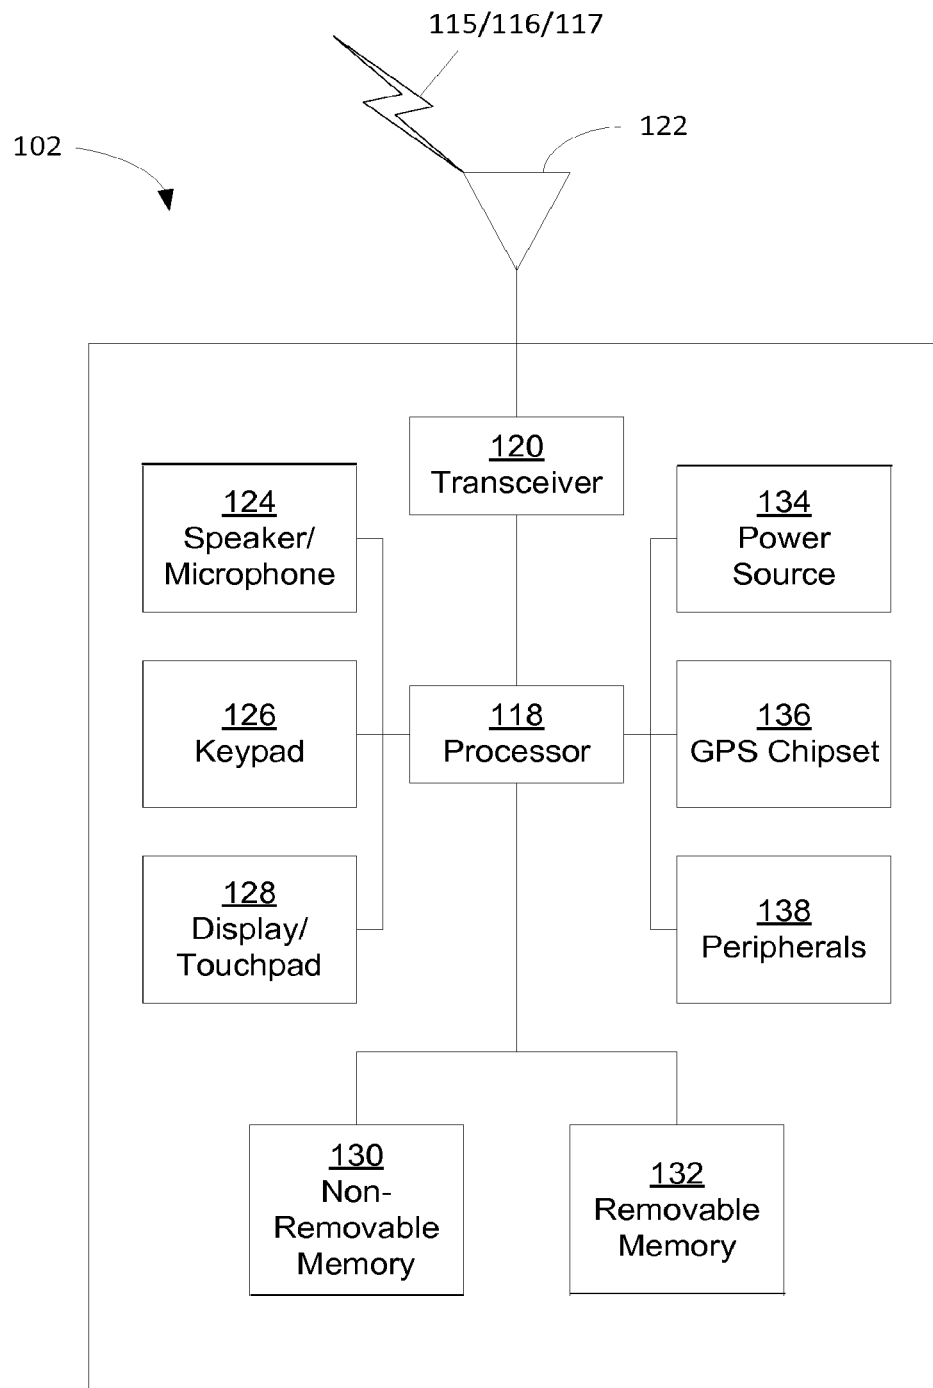 115/116/117
122
102
120
Transceiver
124
Speaker/
Microphone
134
Power
Source
126
Keypad
118
Processor
136
GPS Chipset
128
Display/
Touchpad
138
Peripherals
130
Non-
Removable
Memory
132
Removable
Memory